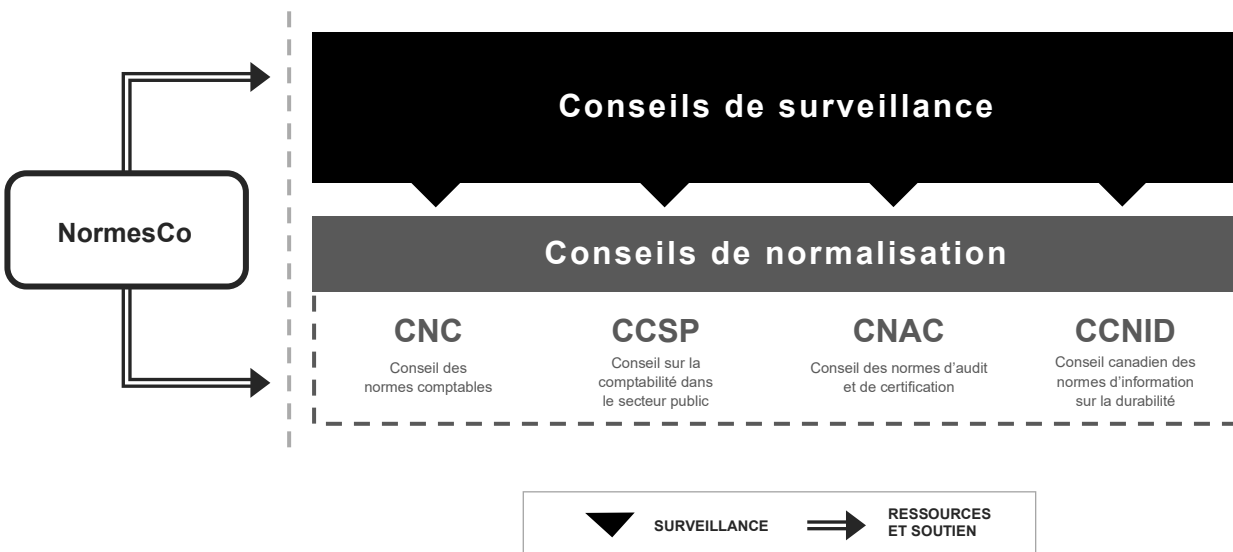 Conseils de surveillance
NormesCo
Conseils de normalisation
CNC
Conseil des
normes comptables
CCSP
Conseil sur la
comptabilité dans
le secteur public
CNAC
Conseil des normes d’audit
et de certification
CCNID
Conseil canadien des
normes d’information
sur la durabilité
SURVEILLANCE
RESSOURCES
ET SOUTIEN